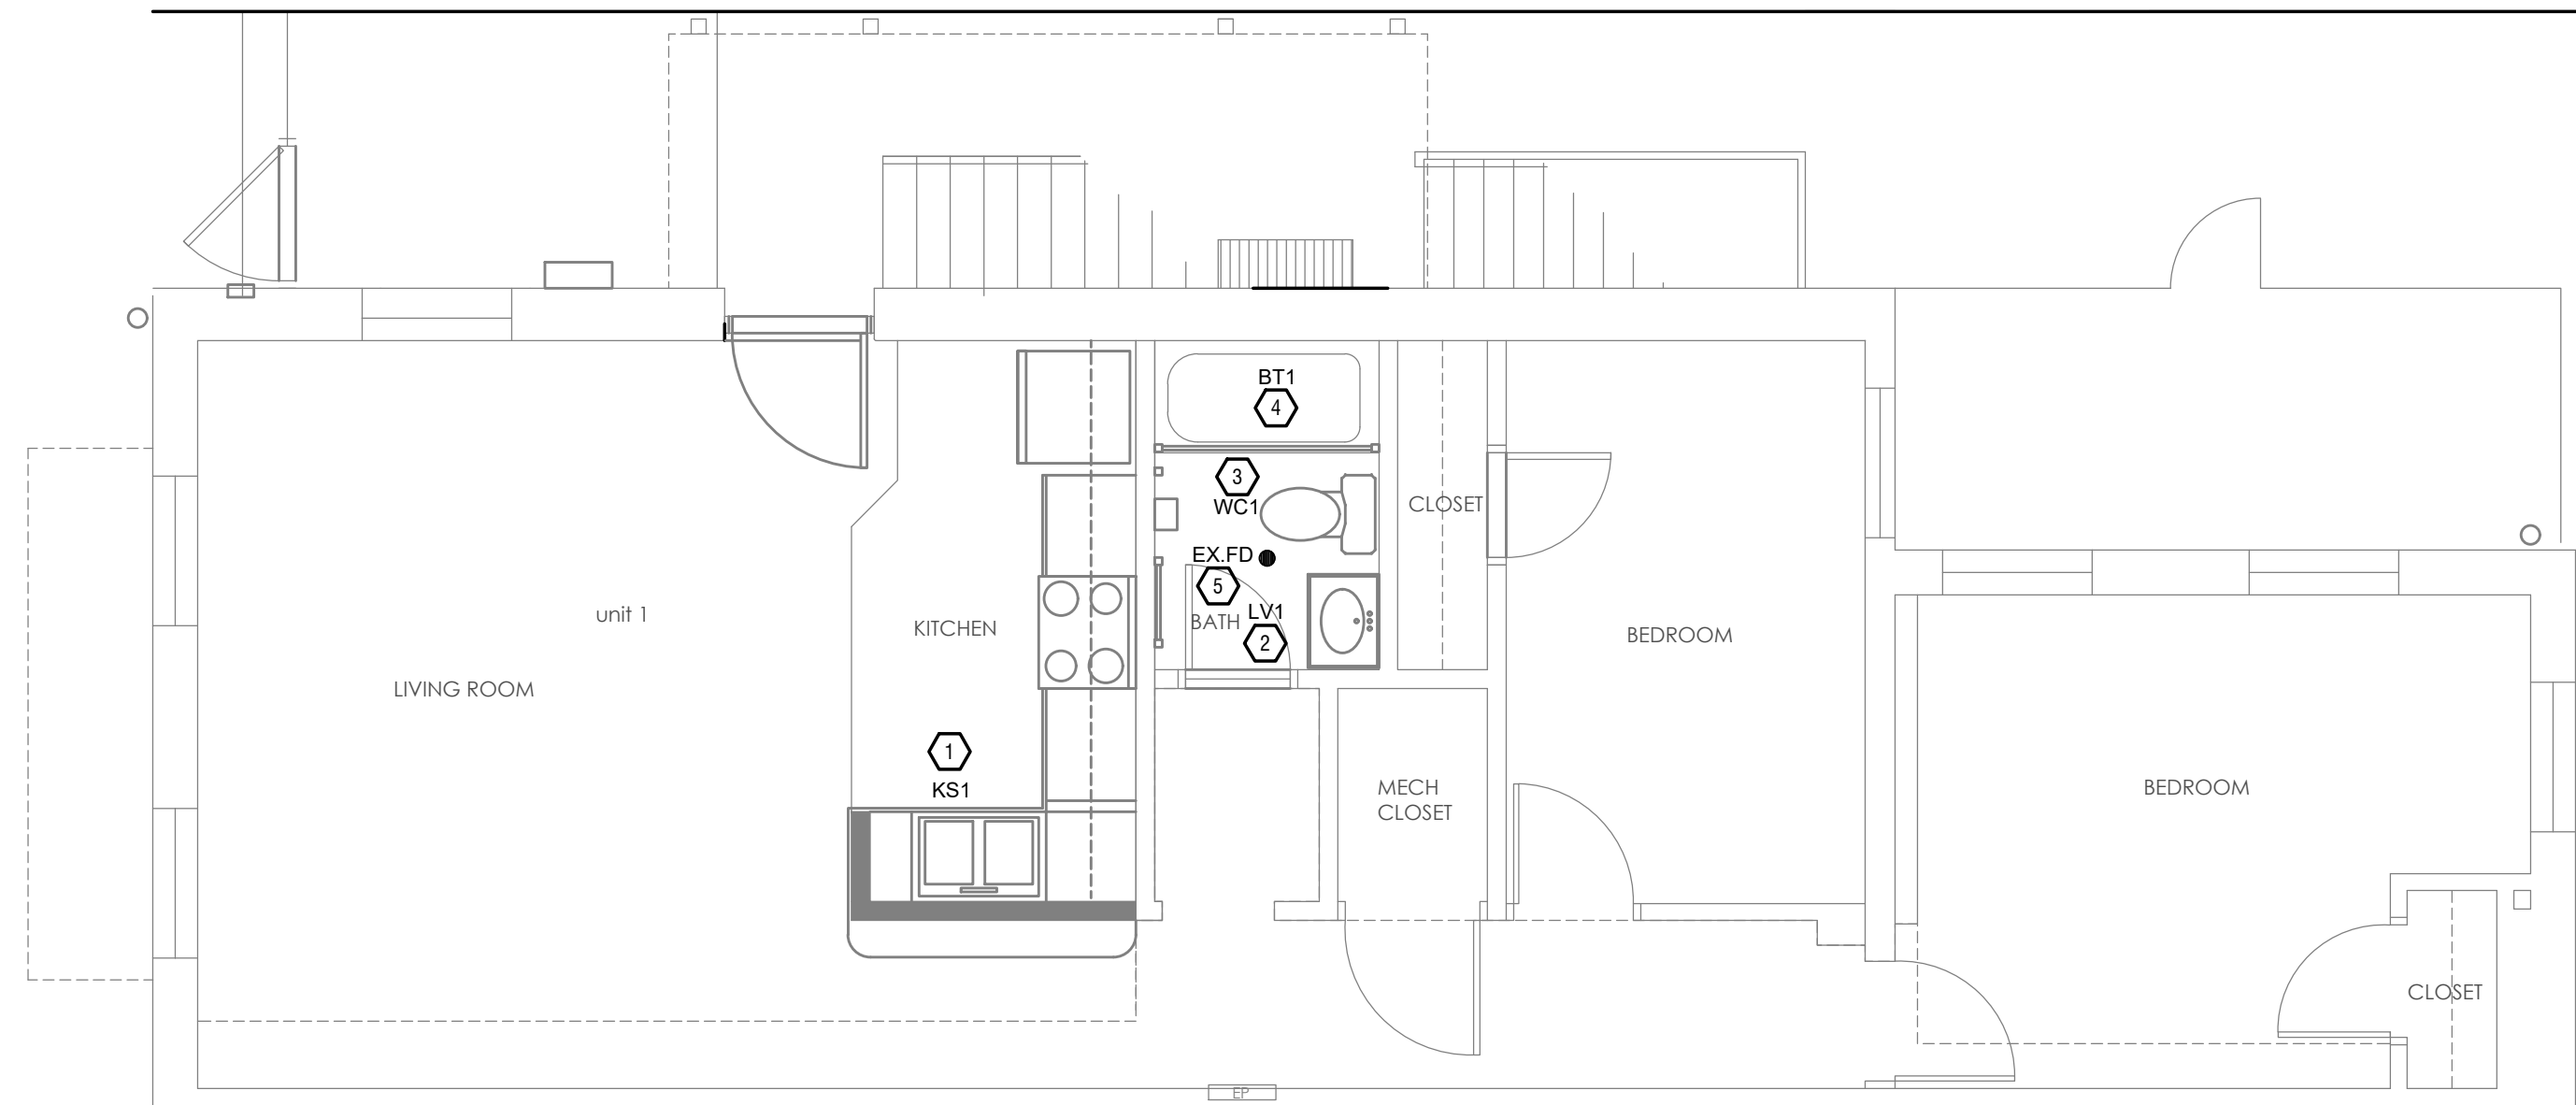 BT1
4
3
WC1
CLOSET
EX.FD
5
unit 1
KITCHEN
BATH
LV1
2
BEDROOM
LIVING ROOM
1
KS1
MECH
CLOSET
BEDROOM
CLOSET
EP